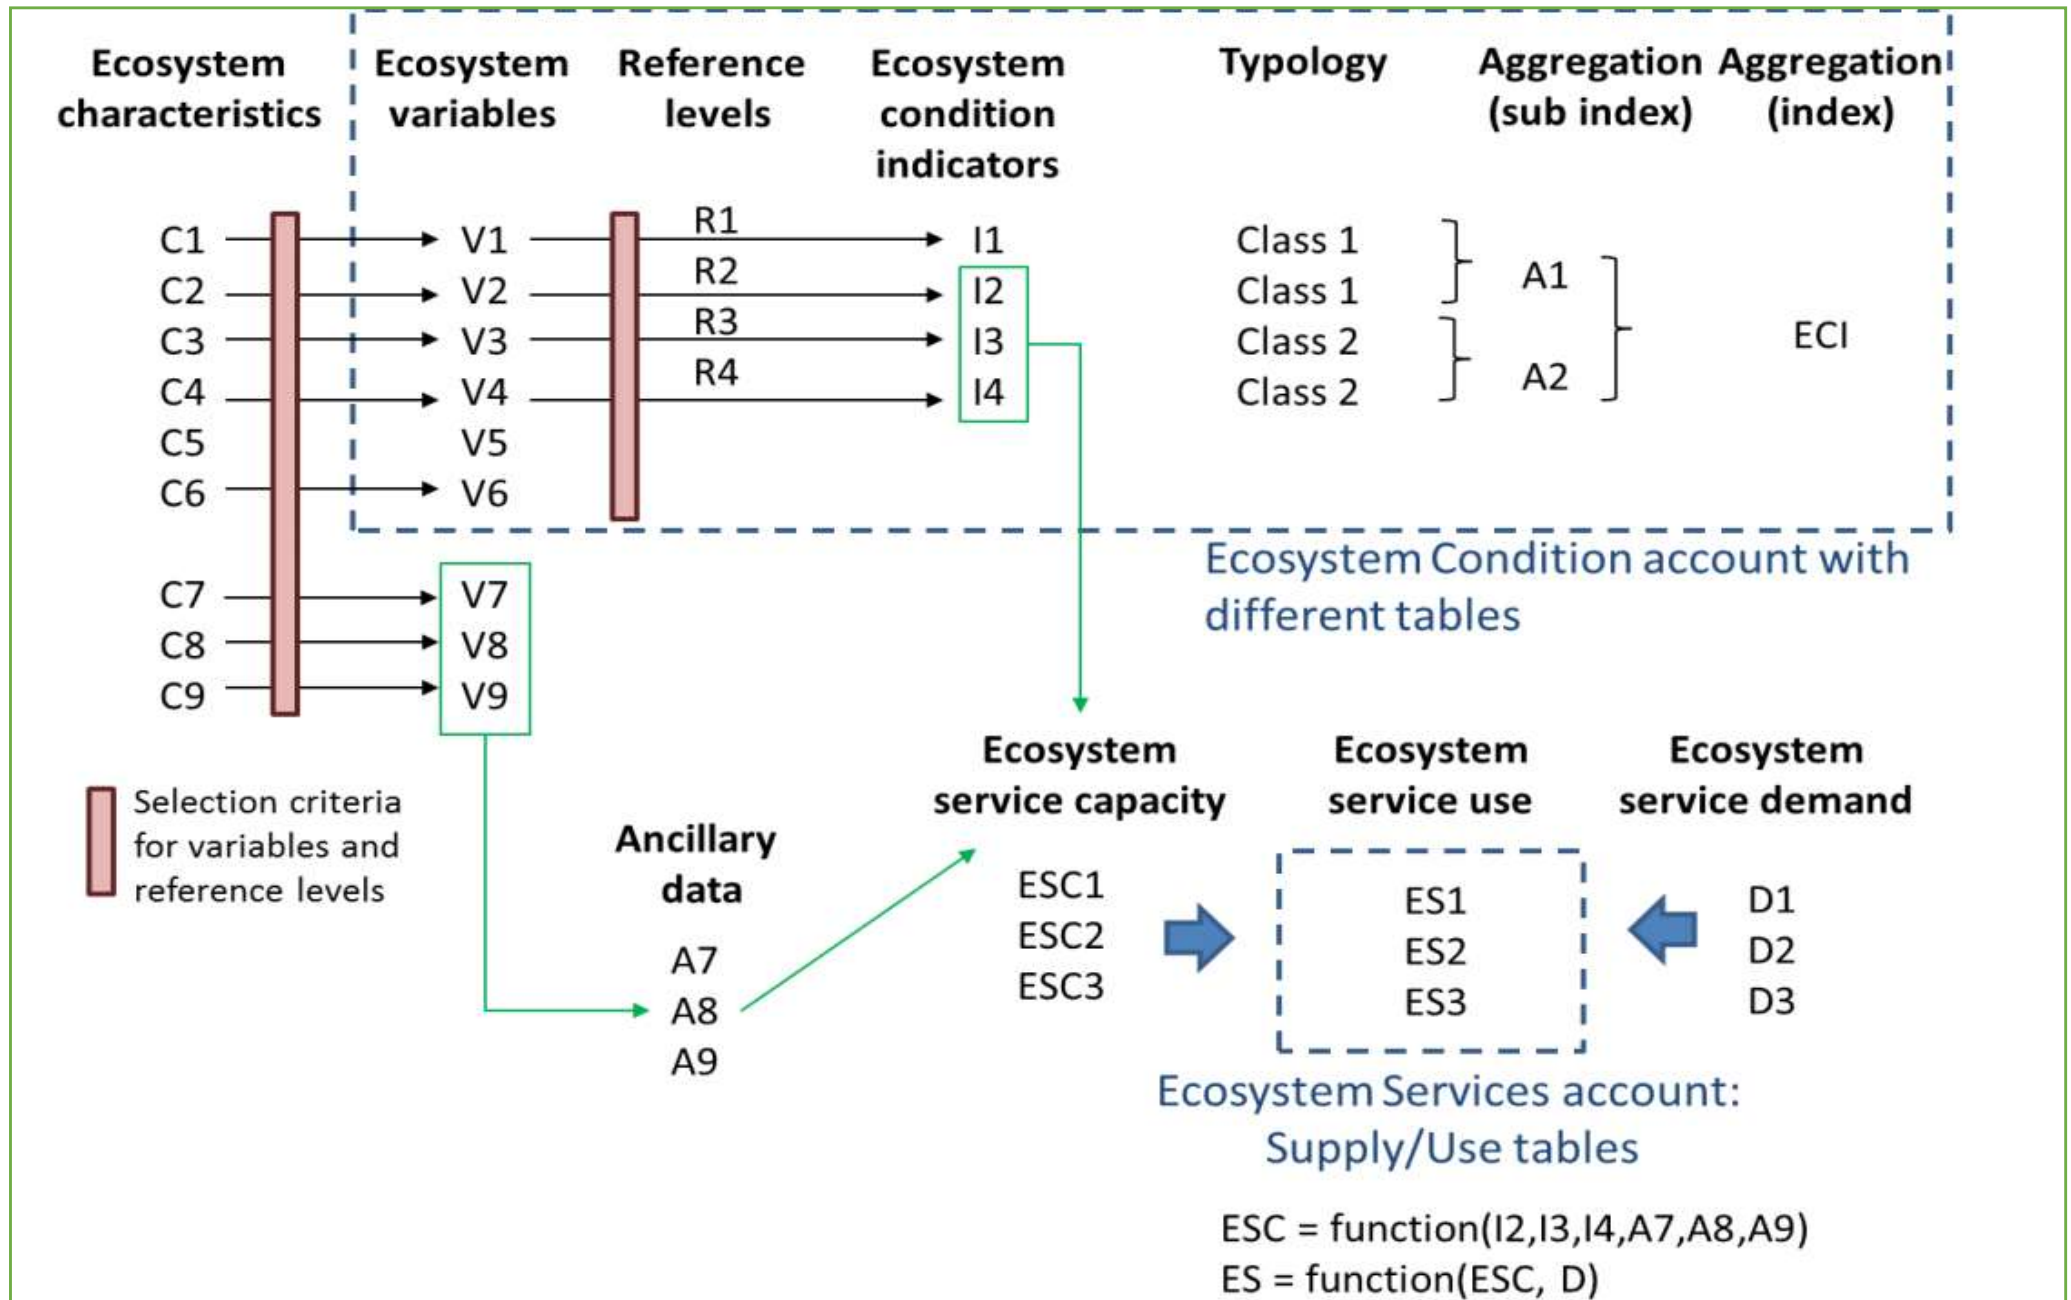 Ecosystem
characteristics
Ecosystem
variables
Reference
levels
Ecosystem
condition
indicators
Typology
Aggregation
(sub index)
Aggregation
(index)
C1
V1
R1
I1
Class 1
C2
V2
R2
I2
Class 1
A1
C3
V3
R3
I3
Class 2
ECI
C4
V4
R4
I4
Class 2
A2
C5
V5
C6
V6
Ecosystem Condition account with
different tables
C7
V7
C8
V8
C9
V9
Selection criteria
for variables and
reference levels
Ancillary
data
A7
A8
A9
Ecosystem
service capacity
ESC1
ESC2
ESC3
Ecosystem
service use
ES1
ES2
ES3
Ecosystem
service demand
D1
D2
D3
Ecosystem Services account:
Supply/Use tables
ESC = function(I2,I3,I4,A7,A8,A9)
ES = function(ESC, D)